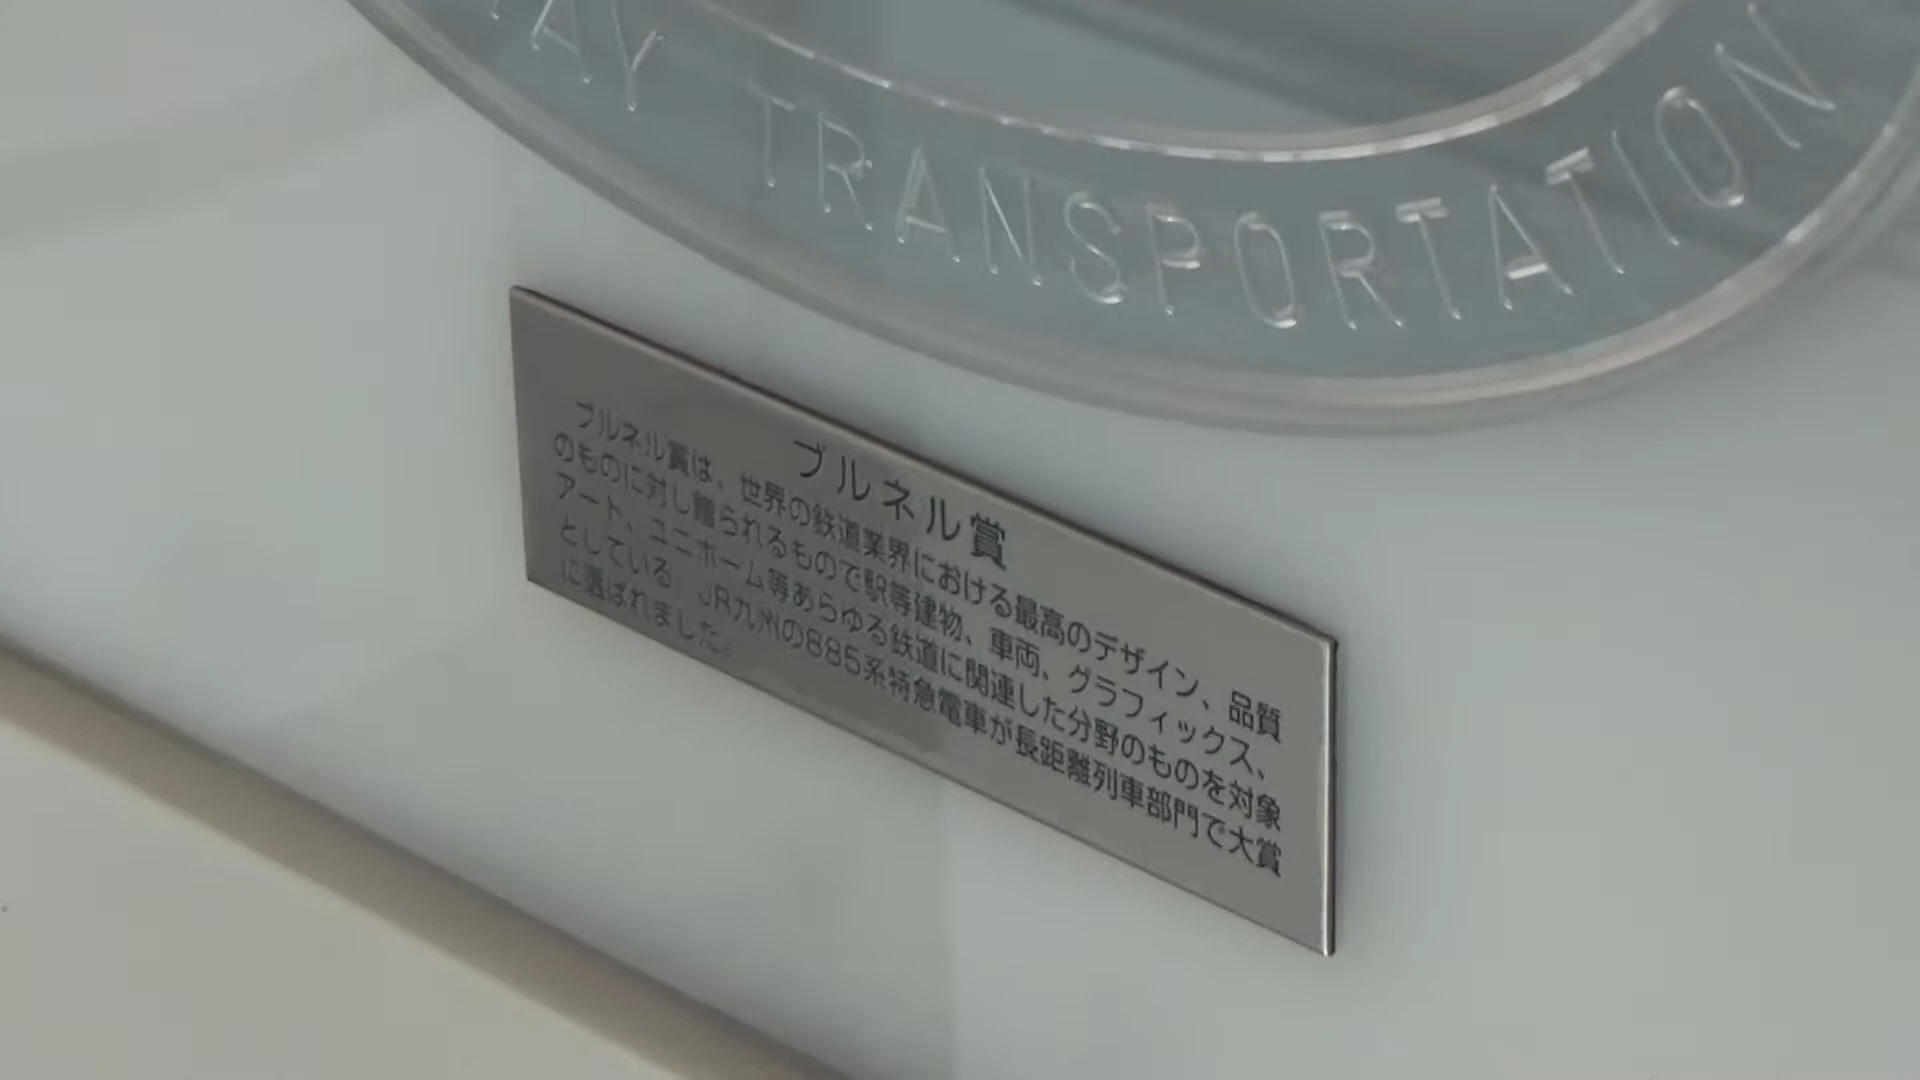 AY TRANSPORTATION
ブルネル賞
ブルネル賞は、世界の鉄道業界における最高のデザイン、品質
のものに対し贈られるもので駅等建物、車両、グラフィックス、
アート、ユニホーム等あらゆる鉄道に関連した分野のものを対象
としている。JR九州の885系特急電車が長距離列車部門で大賞
に選ばれました。